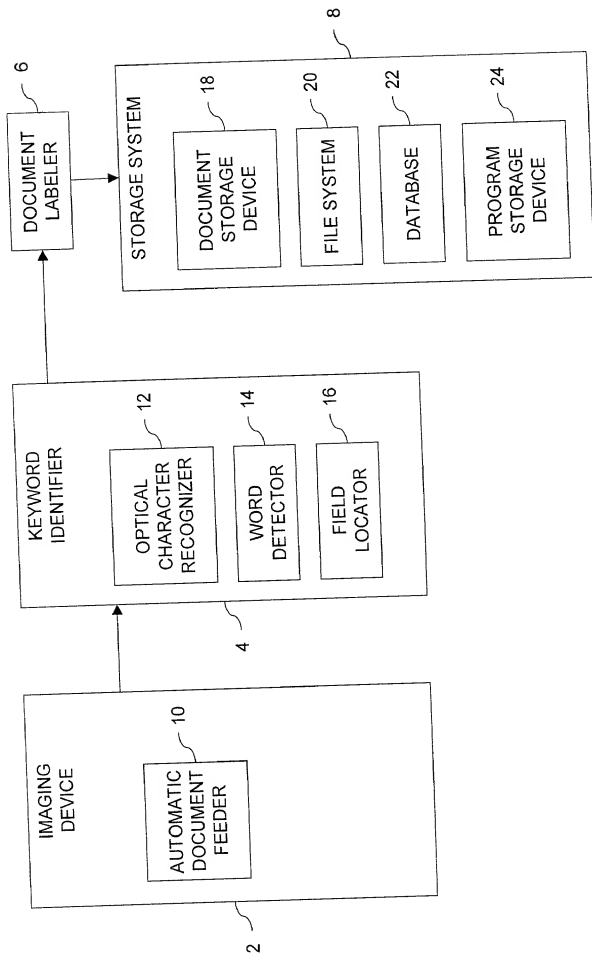 IMAGING
DEVICE
AUTOMATIC
DOCUMENT
FEEDER
10
2
KEYWORD
IDENTIFIER
OPTICAL
CHARACTER
RECOGNIZER
12
WORD
DETECTOR
14
FIELD
LOCATOR
16
4
DOCUMENT
LABELER
6
STORAGE SYSTEM
DOCUMENT
STORAGE
DEVICE
18
FILE SYSTEM
20
DATABASE
22
PROGRAM
STORAGE
DEVICE
24
8